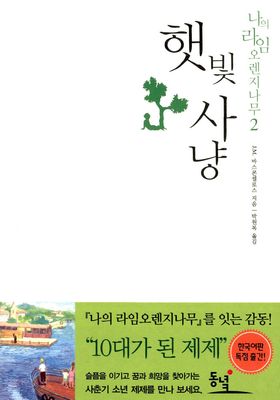 나의
라임
오렌지나무 2
햇빛
사냥
J.M. 바스콘셀로스 지음 | 박원복 옮김
『나의 라임오렌지나무』를 잇는 감동!
“10대가 된 제제”
한국어판
독점 출간!
슬픔을 이기고 꿈과 희망을 찾아가는
사춘기 소년 제제를 만나 보세요.
동녘